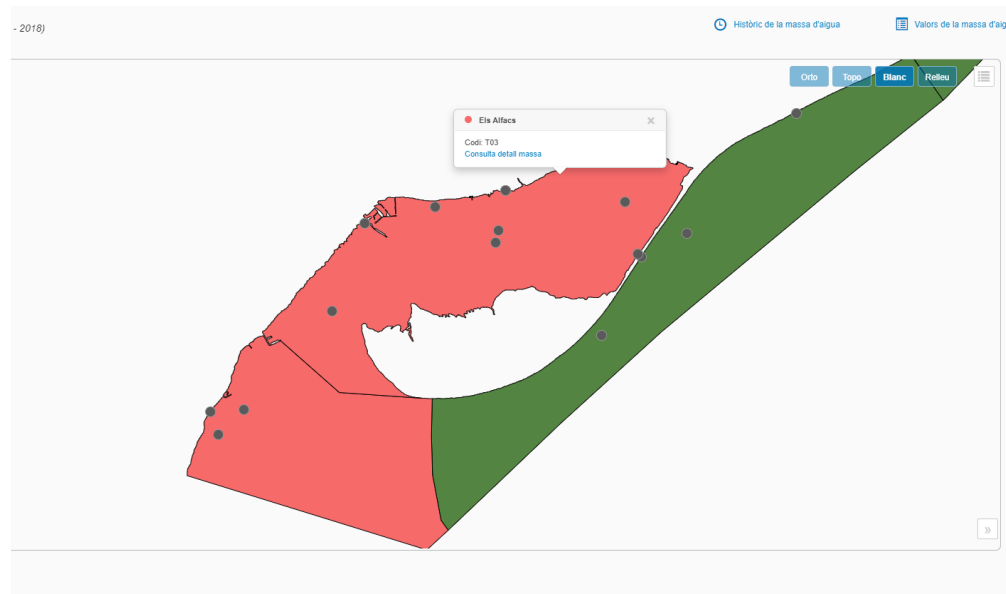 - 2018)
Històric de la massa d'aigua
Valors de la massa d'aig
Orto
Topo
Blanc
Relleu
Els Alfacs
×
Codi: T03
Consulta detall massa
»